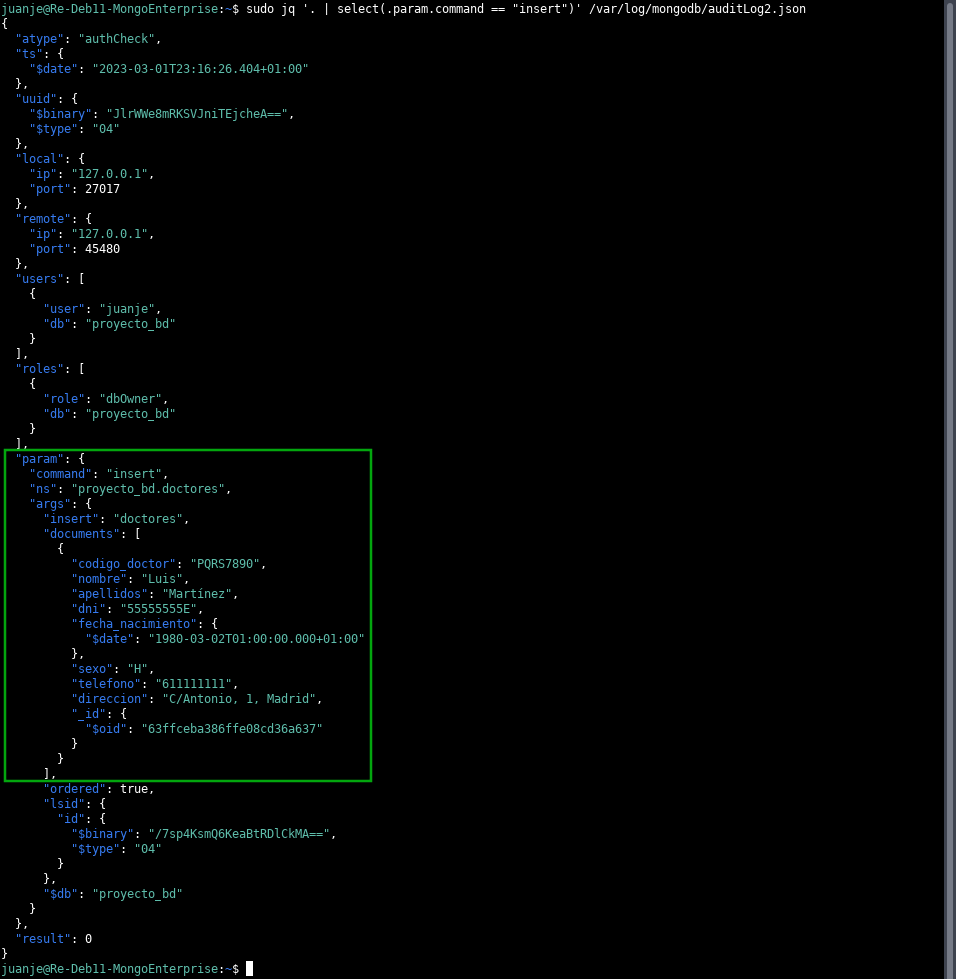 juanje@Re-Deb11-MongoEnterprise:~$ sudo jq '. | select(.param.command == "insert")' /var/log/mongodb/auditLog2.json
{
  "atype": "authCheck",
  "ts": {
    "$date": "2023-03-01T23:16:26.404+01:00"
  },
  "uuid": {
    "$binary": "JlrWWe8mRKSVJniTEjcheA==",
    "$type": "04"
  },
  "local": {
    "ip": "127.0.0.1",
    "port": 27017
  },
  "remote": {
    "ip": "127.0.0.1",
    "port": 45480
  },
  "users": [
    {
      "user": "juanje",
      "db": "proyecto_bd"
    }
  ],
  "roles": [
    {
      "role": "dbOwner",
      "db": "proyecto_bd"
    }
  ],
  "param": {
    "command": "insert",
    "ns": "proyecto_bd.doctores",
    "args": {
      "insert": "doctores",
      "documents": [
        {
          "codigo_doctor": "PQRS7890",
          "nombre": "Luis",
          "apellidos": "Martínez",
          "dni": "55555555E",
          "fecha_nacimiento": {
            "$date": "1980-03-02T01:00:00.000+01:00"
          },
          "sexo": "H",
          "telefono": "611111111",
          "direccion": "C/Antonio, 1, Madrid",
          "_id": {
            "$oid": "63ffceba386ffe08cd36a637"
          }
        }
      ],
      "ordered": true,
      "lsid": {
        "id": {
          "$binary": "/7sp4KsmQ6KeaBtRDlCkMA==",
          "$type": "04"
        }
      },
      "$db": "proyecto_bd"
    }
  },
  "result": 0
}
juanje@Re-Deb11-MongoEnterprise:~$